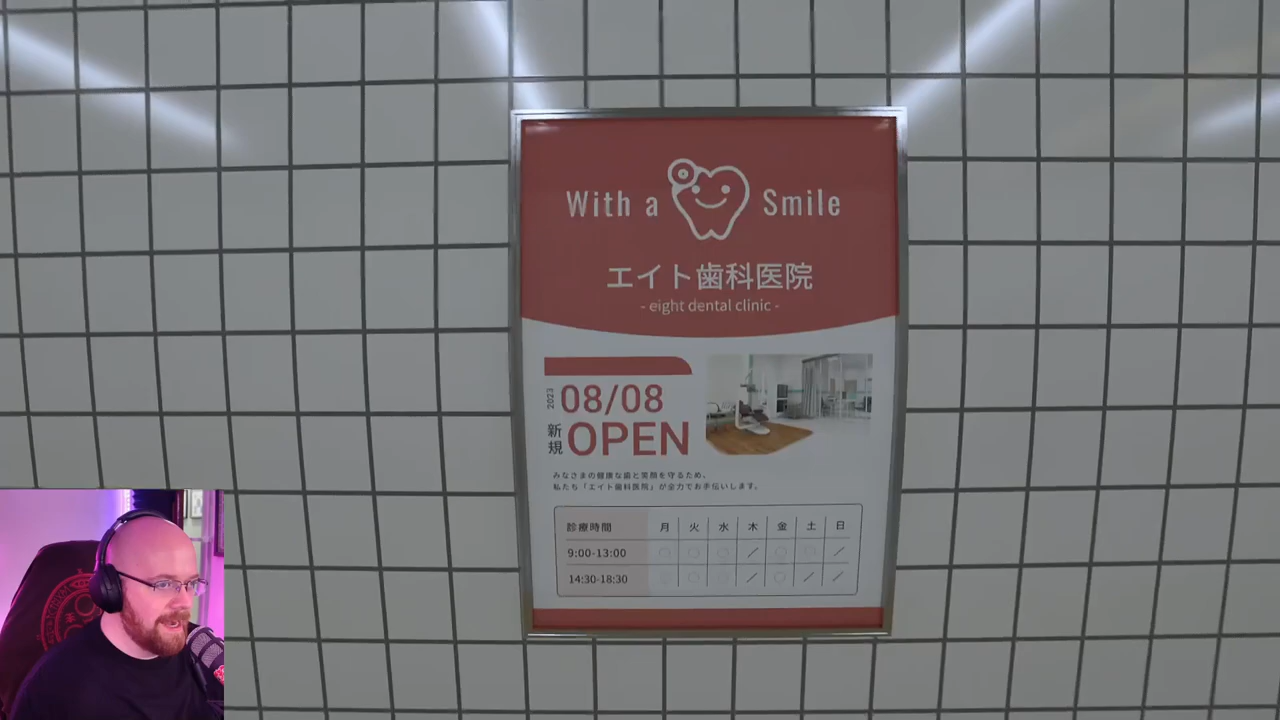 With a Smile
エイト歯科医院
- eight dental clinic -
2023 08/08
新規 OPEN
みなさまの健康な歯と笑顔を守るため、
私たち「エイト歯科医院」が全力でお手伝いします。
診療時間 月 火 水 木 金 土 日
9:00-13:00 ○ ○ ○ / ○ ○ /
14:30-18:30 ○ ○ ○ / ○ / /